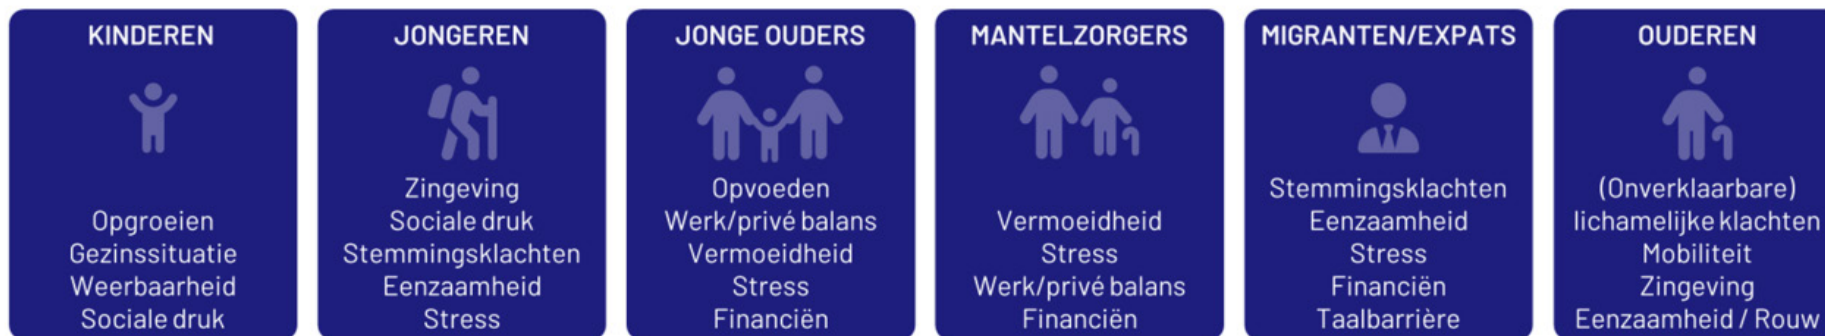 KINDEREN
Opgroeien
Gezinssituatie
Weerbaarheid
Sociale druk
JONGEREN
Zingeving
Sociale druk
Stemmingsklachten
Eenzaamheid
Stress
JONGE OUDERS
Opvoeden
Werk/privé balans
Vermoeidheid
Stress
Financiën
MANTELZORGERS
Vermoeidheid
Stress
Werk/privé balans
Financiën
MIGRANTEN/EXPATS
Stemmingsklachten
Eenzaamheid
Stress
Financiën
Taalbarrière
OUDEREN
(Onverklaarbare)
lichamelijke klachten
Mobiliteit
Zingeving
Eenzaamheid / Rouw